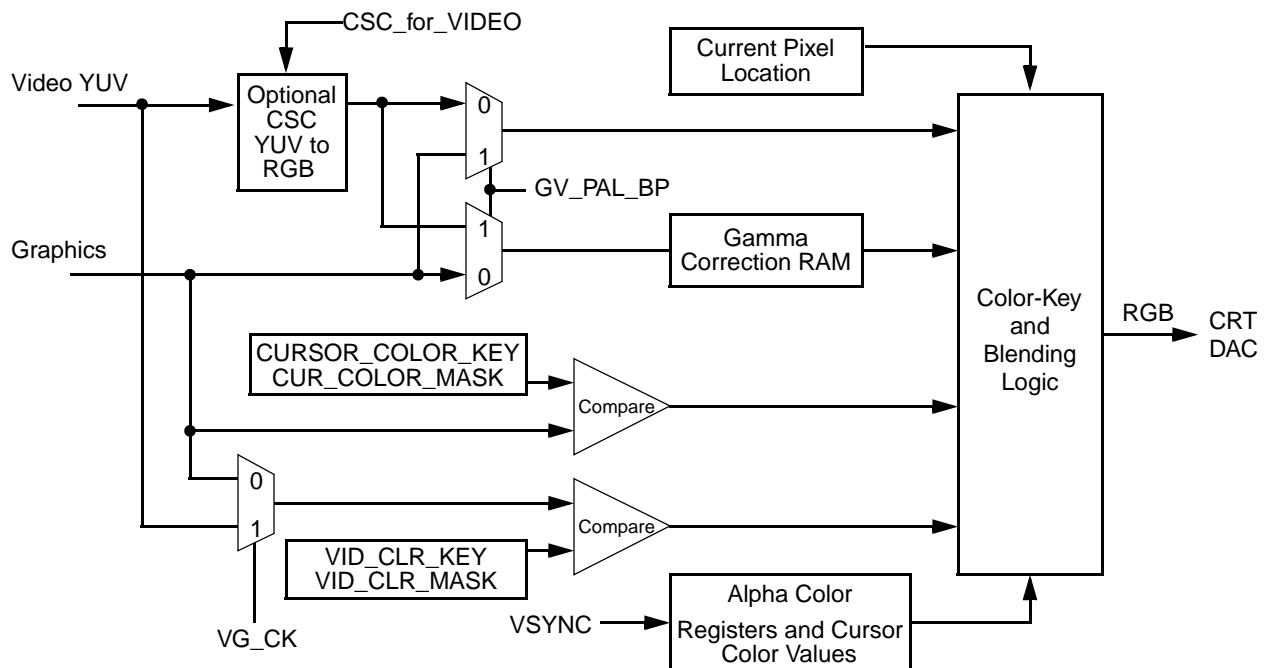 CSC_for_VIDEO
Video YUV
Optional
CSC
YUV to
RGB
0
1
GV_PAL_BP
1
0
Graphics
Current Pixel
Location
Gamma
Correction RAM
Color-Key
and
Blending
Logic
RGB
CRT
DAC
CURSOR_COLOR_KEY
CUR_COLOR_MASK
Compare
0
1
VG_CK
VID_CLR_KEY
VID_CLR_MASK
Compare
VSYNC
Alpha Color
Registers and Cursor
Color Values